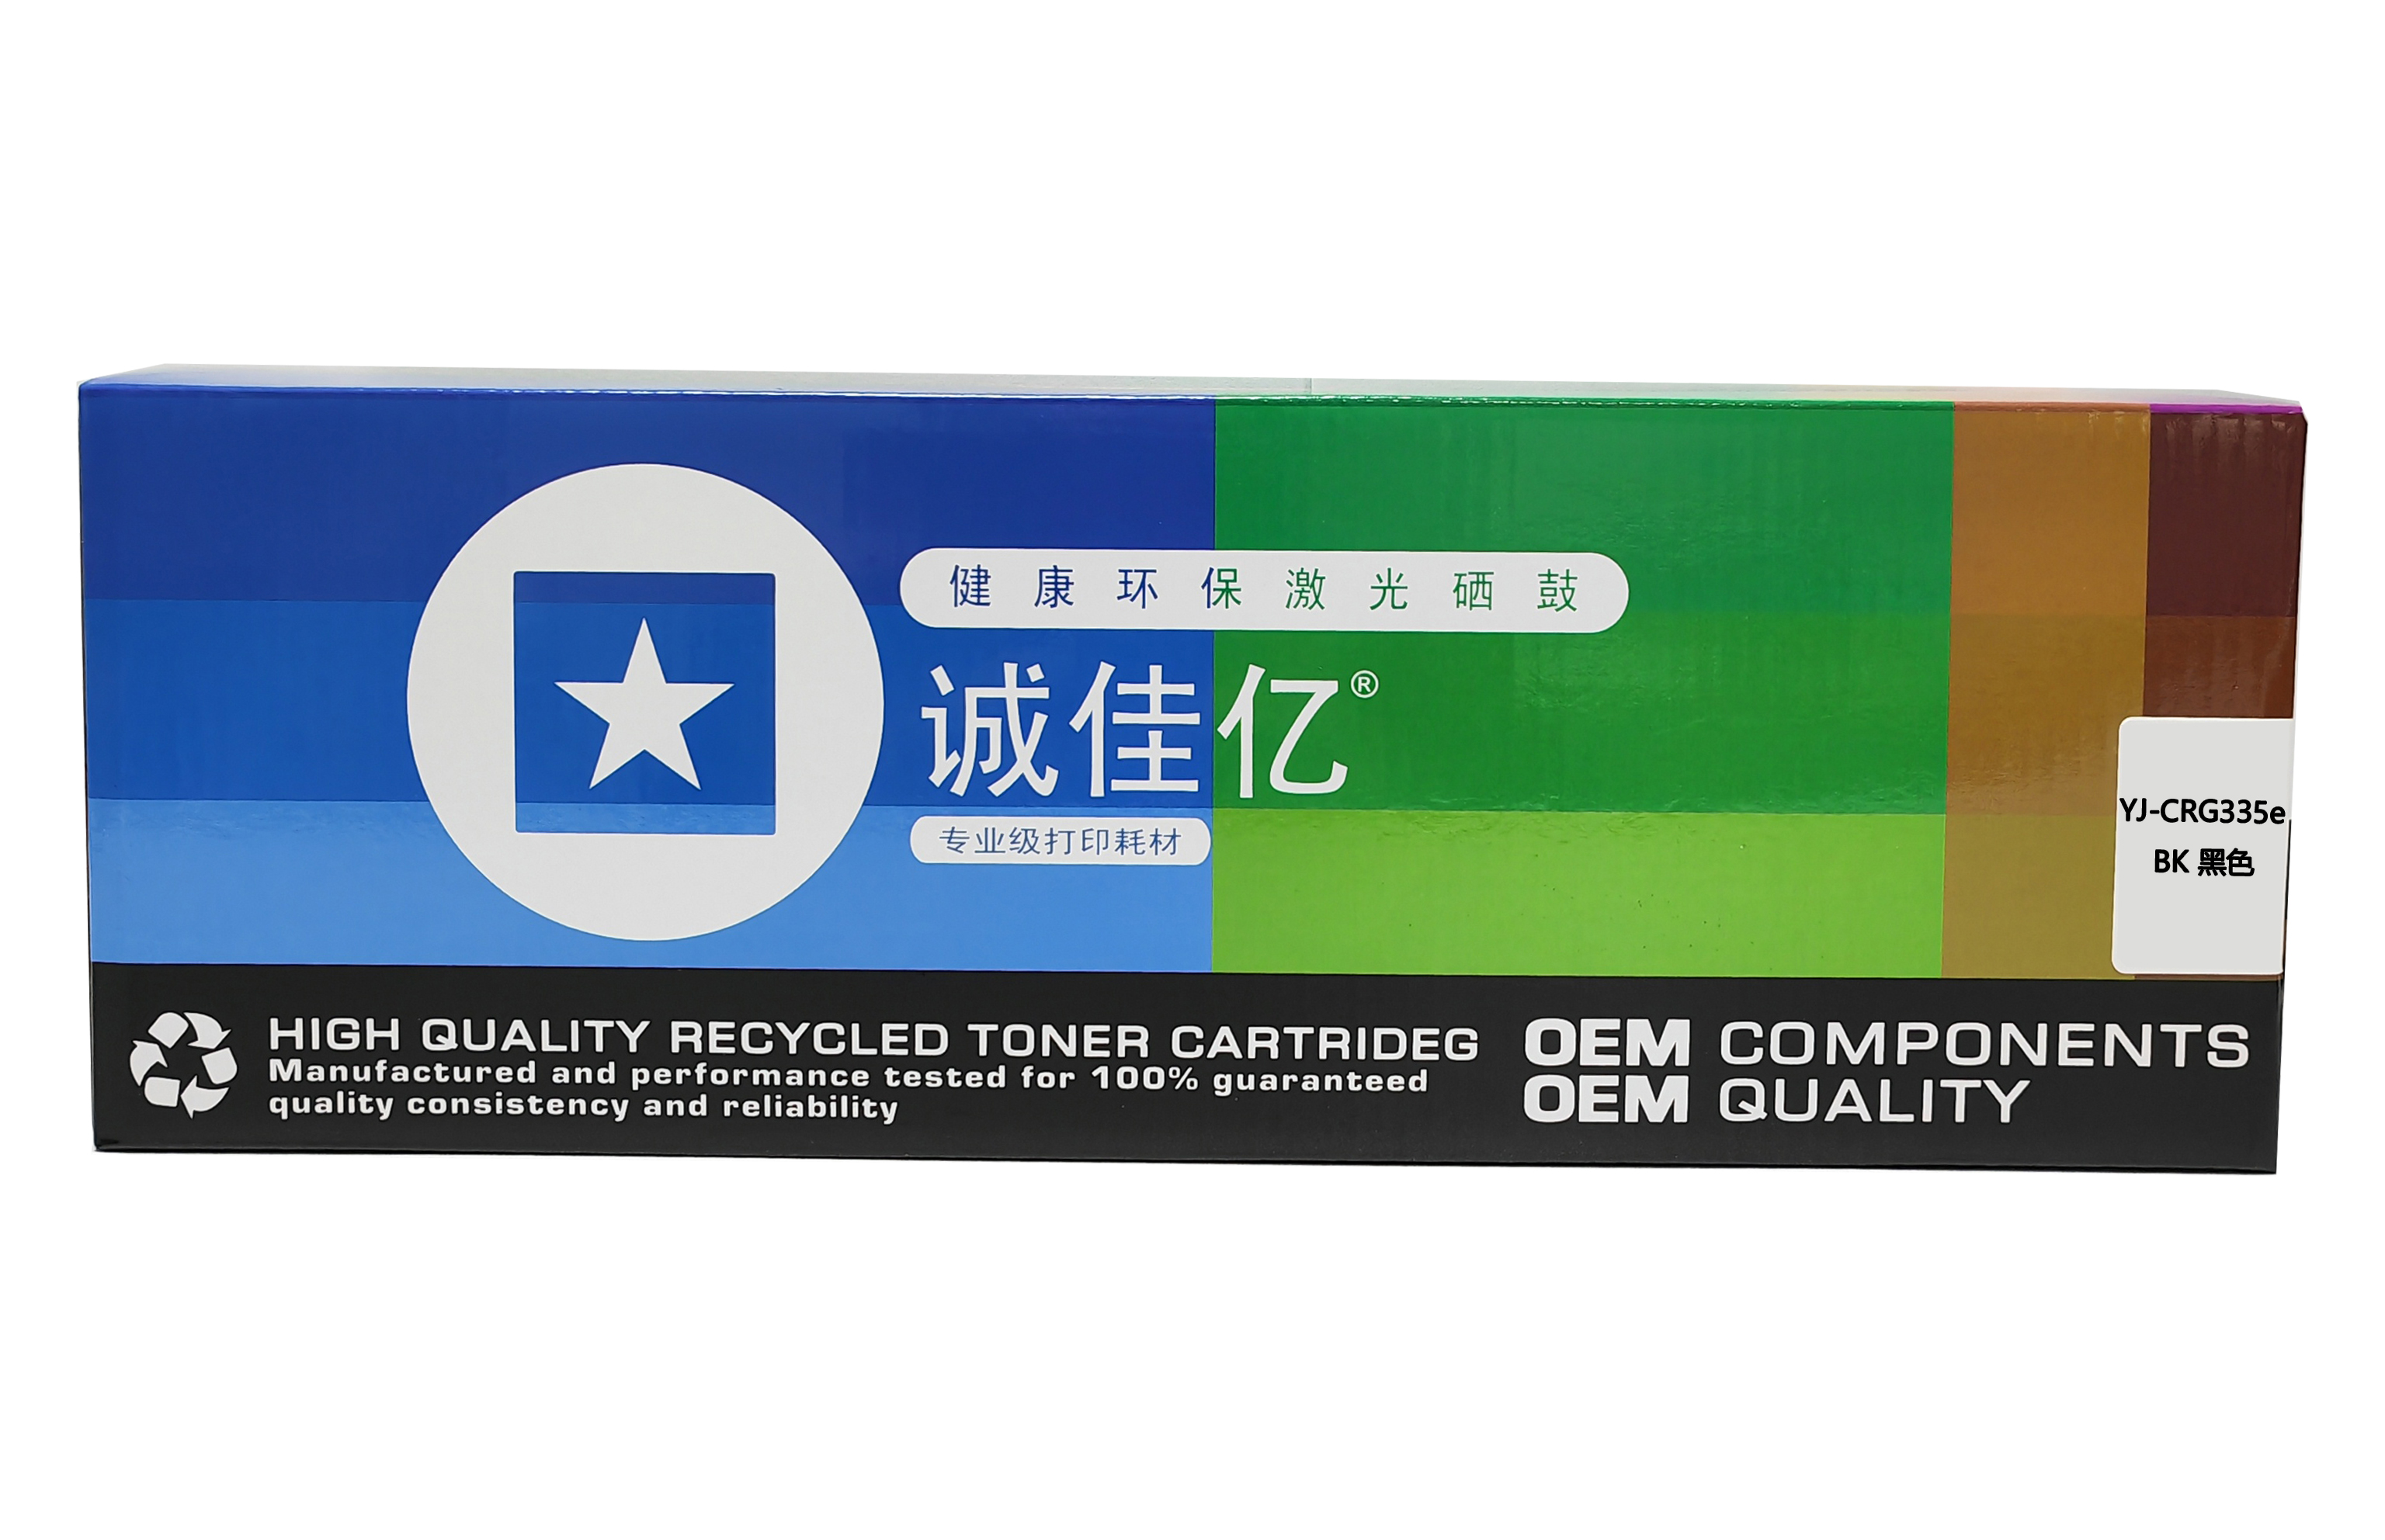 健康环保激光硒鼓
诚佳亿®
专业级打印耗材
YJ-CRG335e
BK 黑色
HIGH QUALITY RECYCLED TONER CARTRIDEG
Manufactured and performance tested for 100% guaranteed
quality consistency and reliability
OEM COMPONENTS
OEM QUALITY